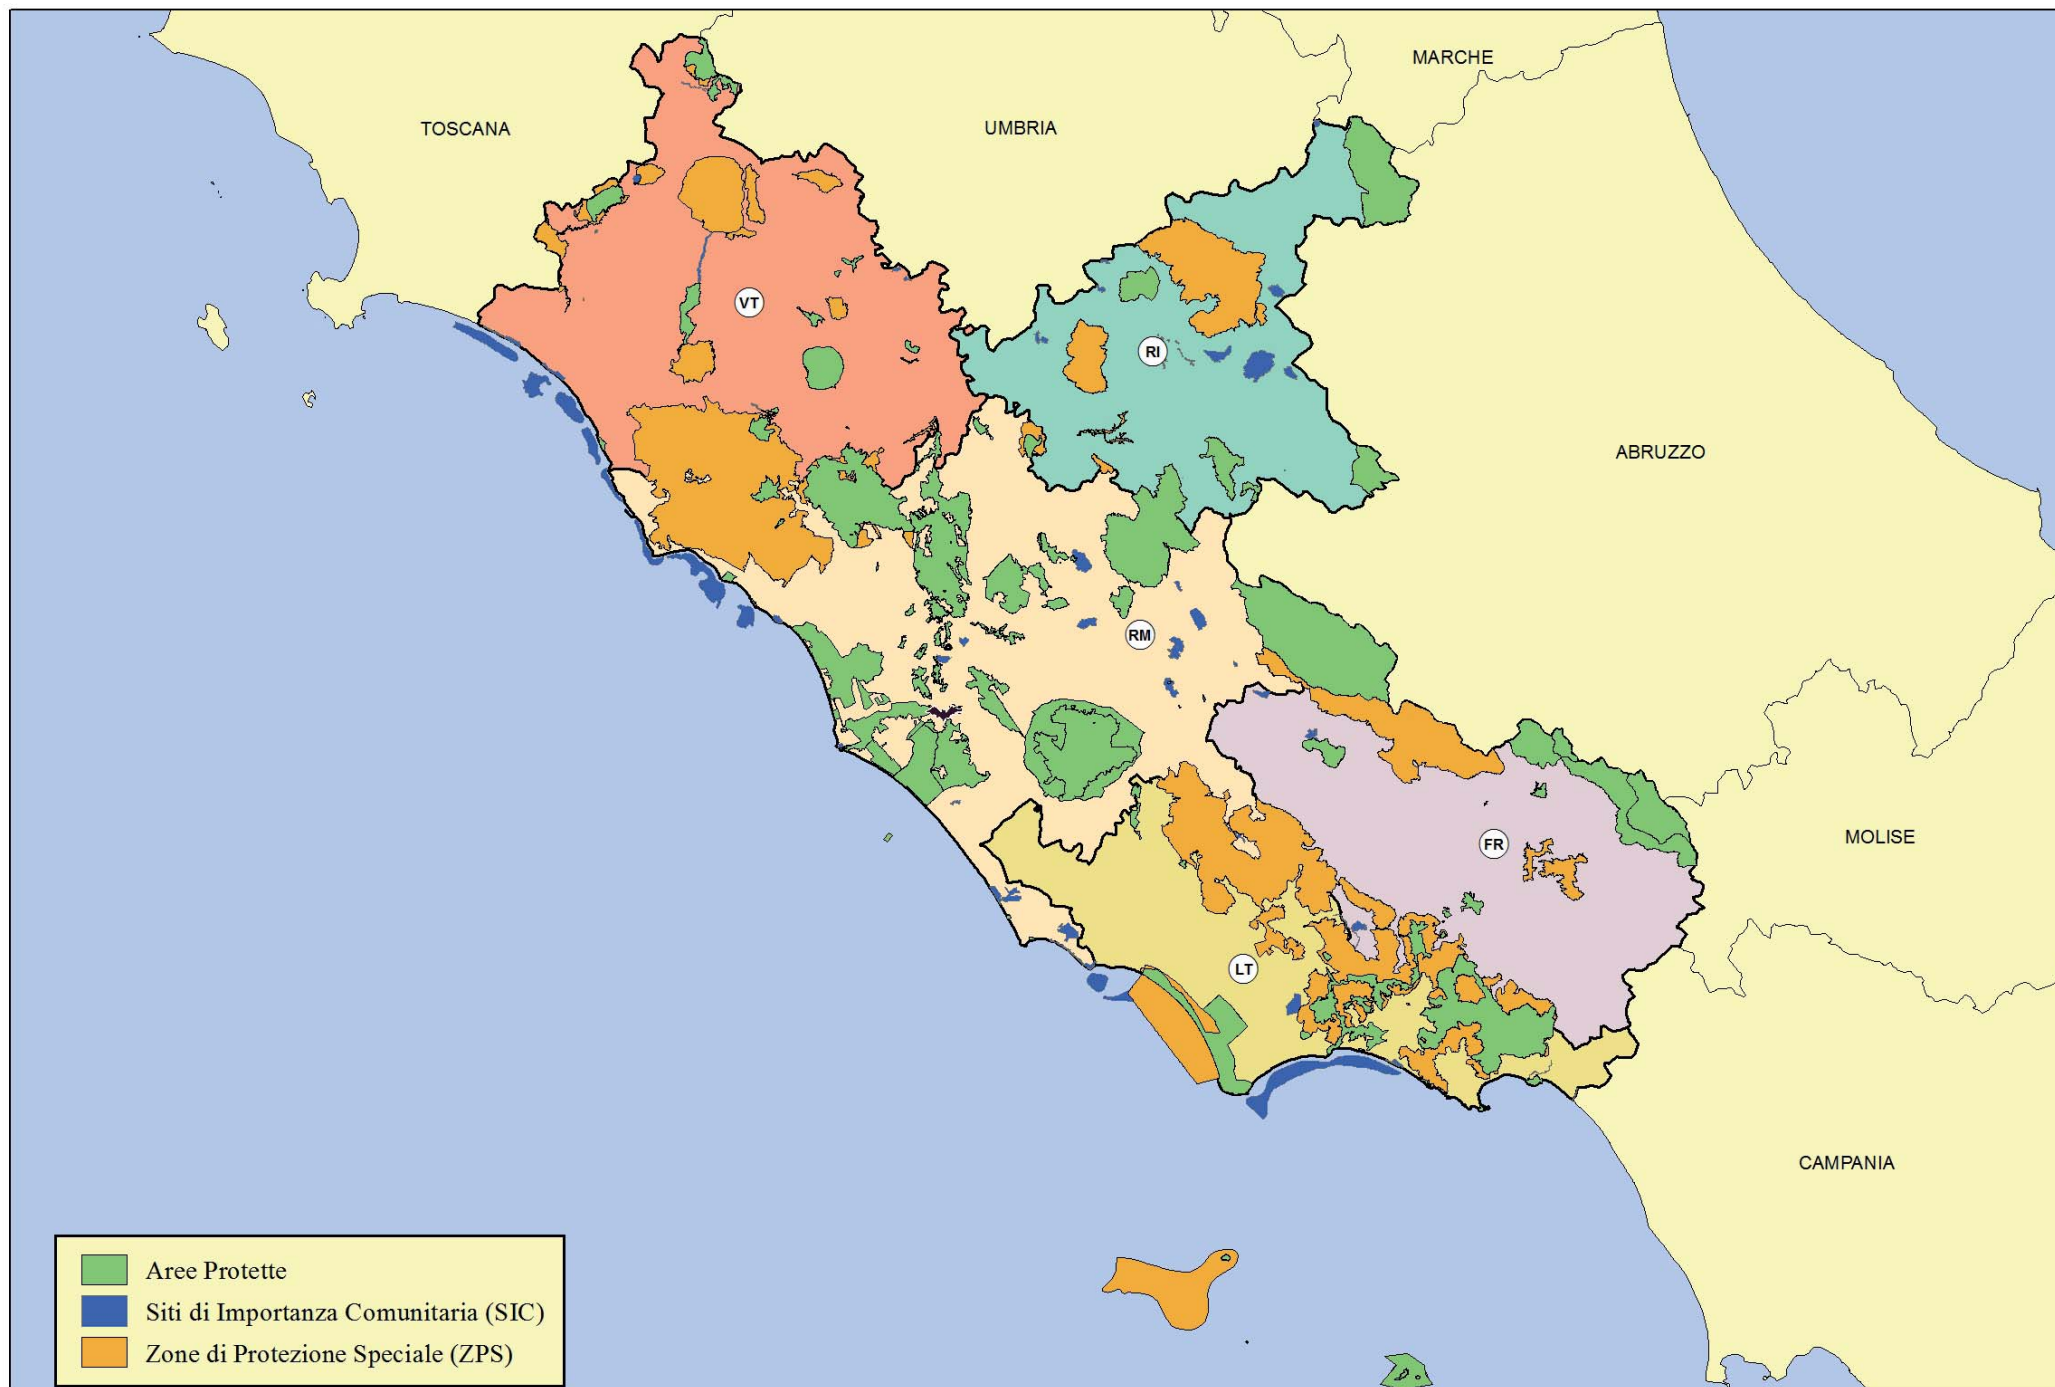 MARCHE
TOSCANA
UMBRIA
VT
RI
ABRUZZO
RM
MOLISE
FR
LT
CAMPANIA
Aree Protette
Siti di Importanza Comunitaria (SIC)
Zone di Protezione Speciale (ZPS)